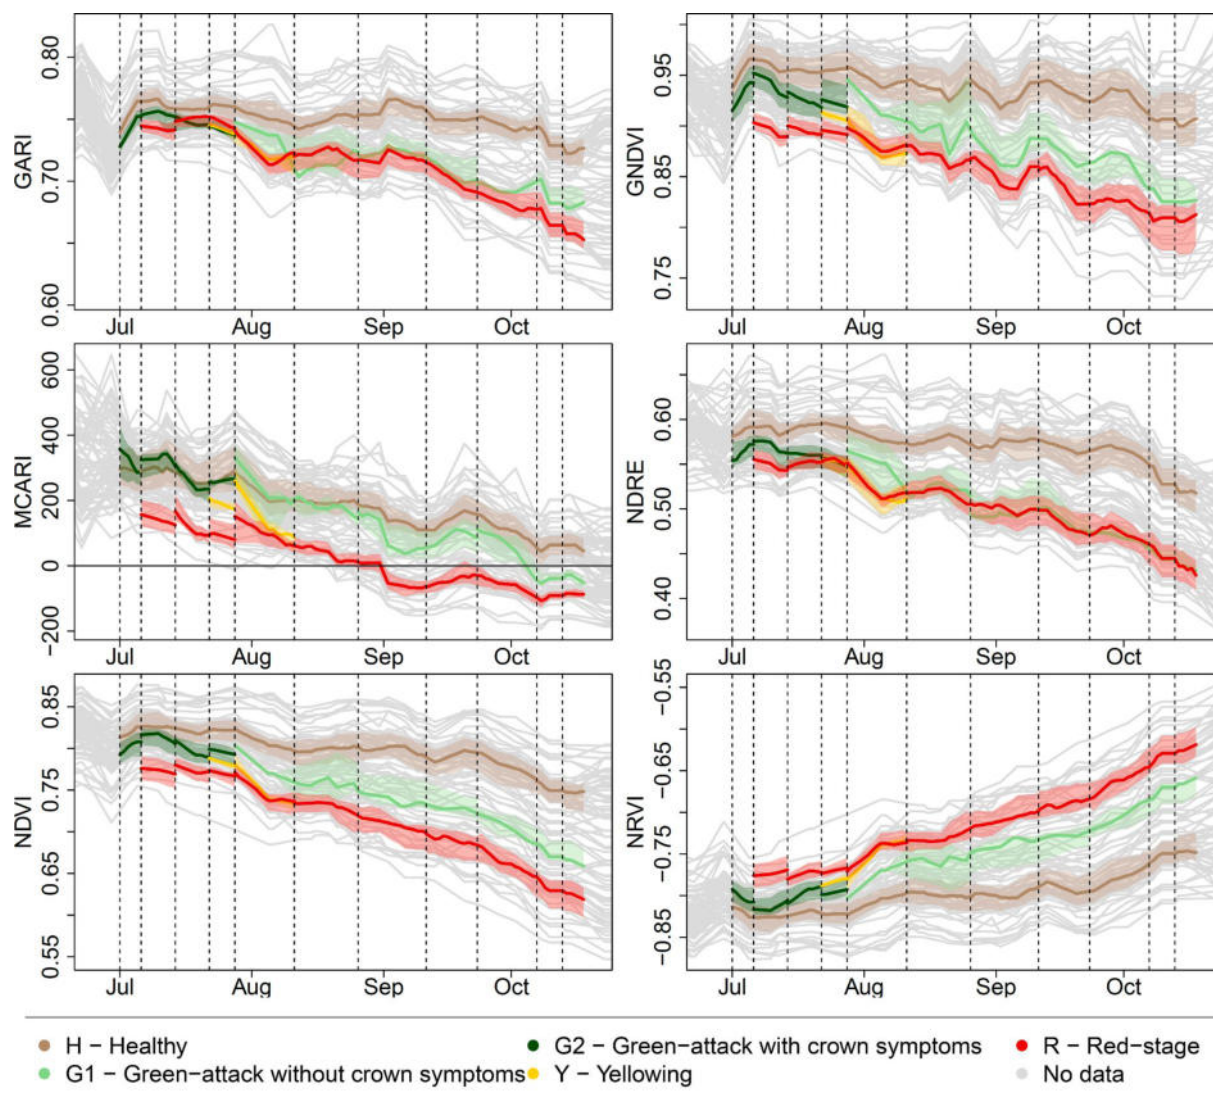 GARI
0.80
0.70
0.60
Jul
Aug
Sep
Oct
GNDVI
0.95
0.85
0.75
Jul
Aug
Sep
Oct
MCARI
600
400
200
0
−200
Jul
Aug
Sep
Oct
NDRE
0.60
0.50
0.40
Jul
Aug
Sep
Oct
NDVI
0.85
0.75
0.65
0.55
Jul
Aug
Sep
Oct
NRVI
−0.55
−0.65
−0.75
−0.85
Jul
Aug
Sep
Oct
H − Healthy
G2 − Green−attack with crown symptoms
R − Red−stage
G1 − Green−attack without crown symptoms
Y − Yellowing
No data